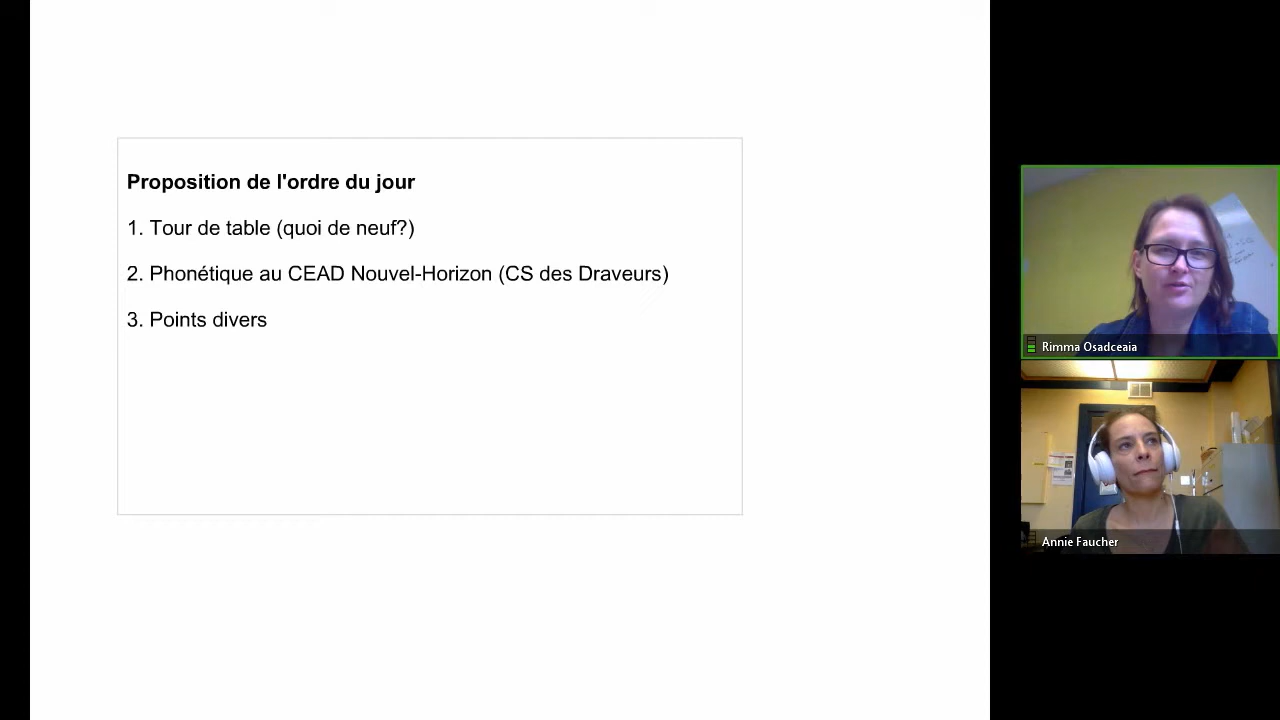 Proposition de l'ordre du jour
1. Tour de table (quoi de neuf?)
2. Phonétique au CEAD Nouvel-Horizon (CS des Draveurs)
3. Points divers
Rimma Osadceaia
Annie Faucher